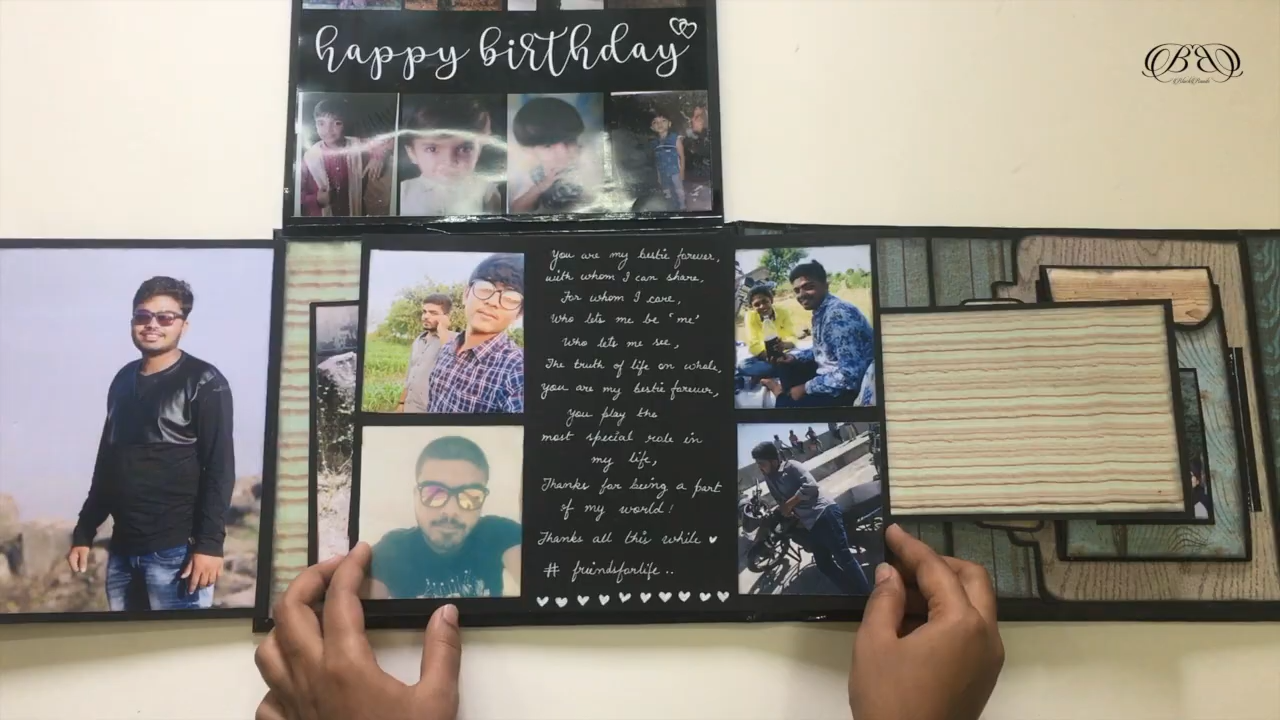 happy birthday
You are my bestie forever,
with whom I can share,
For whom I care,
Who lets me be 'me'
Who lets me see,
The truth of life on whole,
You are my bestie forever,
You play the
most special role in
my life,
Thanks for being a part
of my world!
Thanks all this while
# friendsforlife..